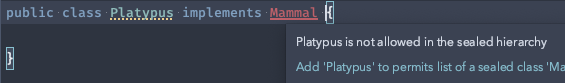 public class Platypus implements Mammal {
Platypus is not allowed in the sealed hierarchy
Add 'Platypus' to permits list of a sealed class 'Ma
}